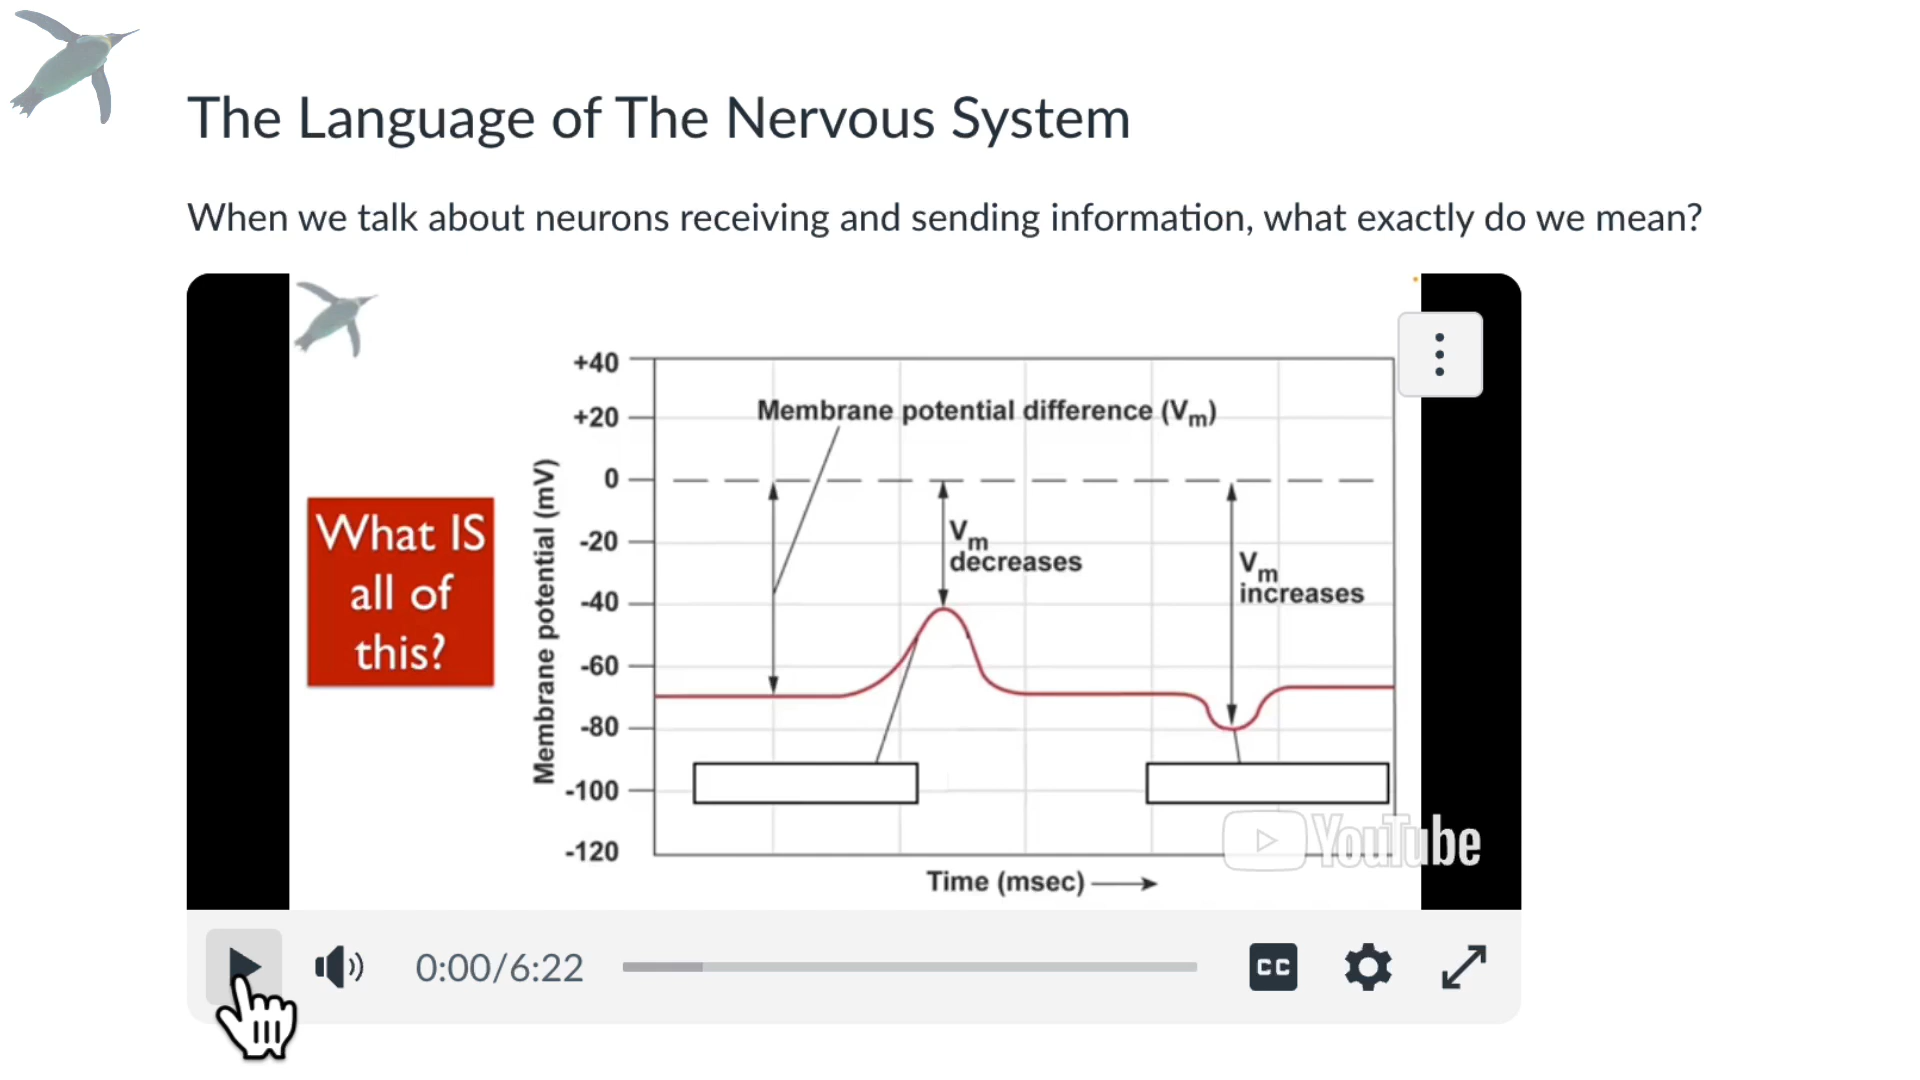 The Language of The Nervous System
When we talk about neurons receiving and sending information, what exactly do we mean?
+40
+20
0
-20
-40
-60
-80
-100
-120
Membrane potential (mV)
Membrane potential difference (Vm)
Vm
decreases
Vm
increases
What IS
all of
this?
Time (msec)
YouTube
0:00/6:22
CC